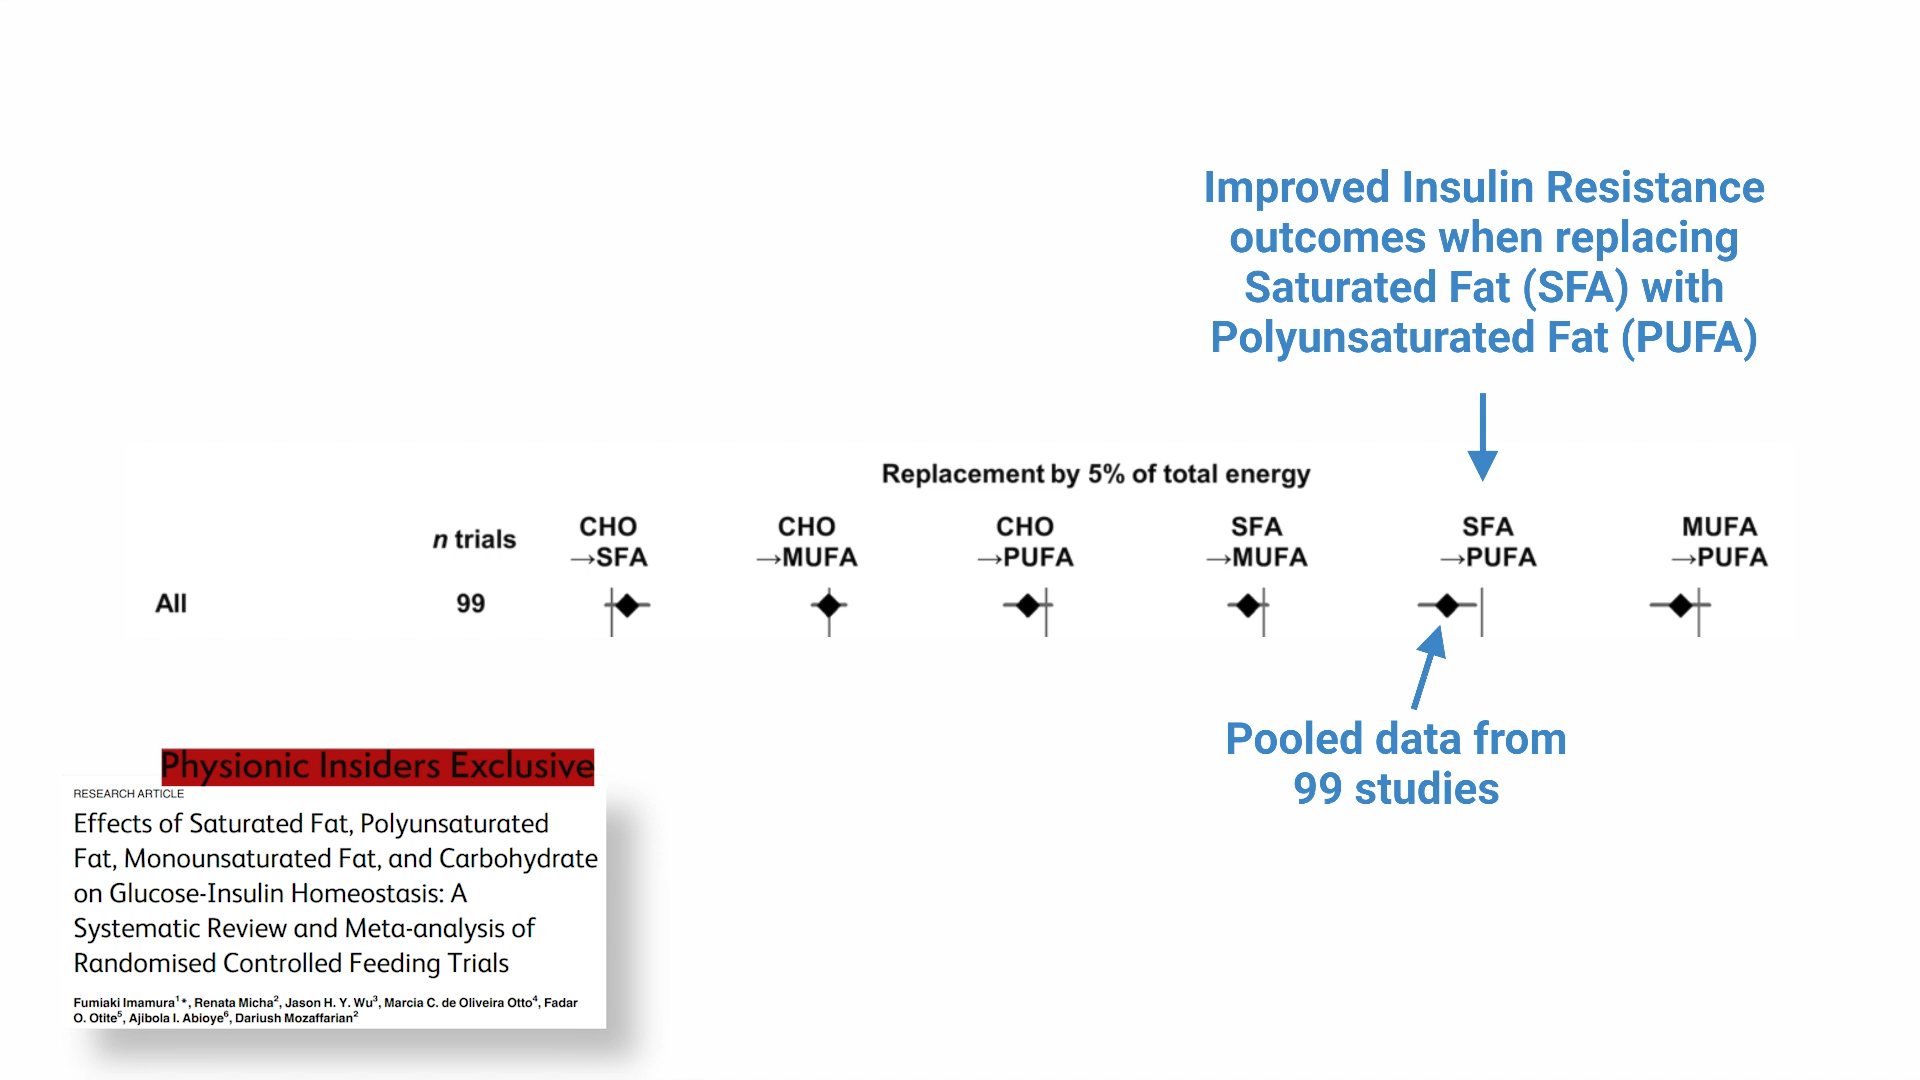 Improved Insulin Resistance
outcomes when replacing
Saturated Fat (SFA) with
Polyunsaturated Fat (PUFA)
Replacement by 5% of total energy
n trials
CHO
→SFA
CHO
→MUFA
CHO
→PUFA
SFA
→MUFA
SFA
→PUFA
MUFA
→PUFA
All 99
Pooled data from
99 studies
Physionic Insiders Exclusive
RESEARCH ARTICLE
Effects of Saturated Fat, Polyunsaturated
Fat, Monounsaturated Fat, and Carbohydrate
on Glucose-Insulin Homeostasis: A
Systematic Review and Meta-analysis of
Randomised Controlled Feeding Trials
Fumiaki Imamura¹*, Renata Micha², Jason H. Y. Wu³, Marcia C. de Oliveira Otto⁴, Fadar
O. Otite⁵, Ajibola I. Abioye⁶, Dariush Mozaffarian²